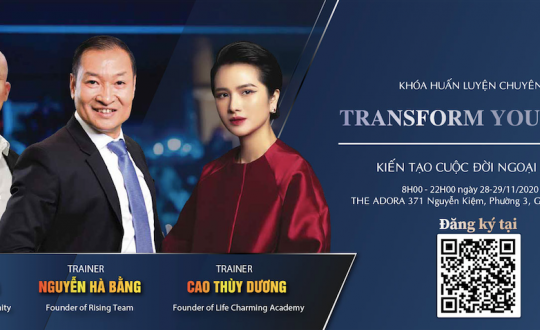 KHÓA HUẤN LUYỆN CHUYÊN
TRANSFORM YOU
KIẾN TẠO CUỘC ĐỜI NGOẠI
8H00 - 22H00 ngày 28-29/11/2020
THE ADORA 371 Nguyễn Kiệm, Phường 3, G
Đăng ký tại
TRAINER
NGUYỄN HÀ BẰNG
Founder of Rising Team
TRAINER
CAO THÙY DƯƠNG
Founder of Life Charming Academy